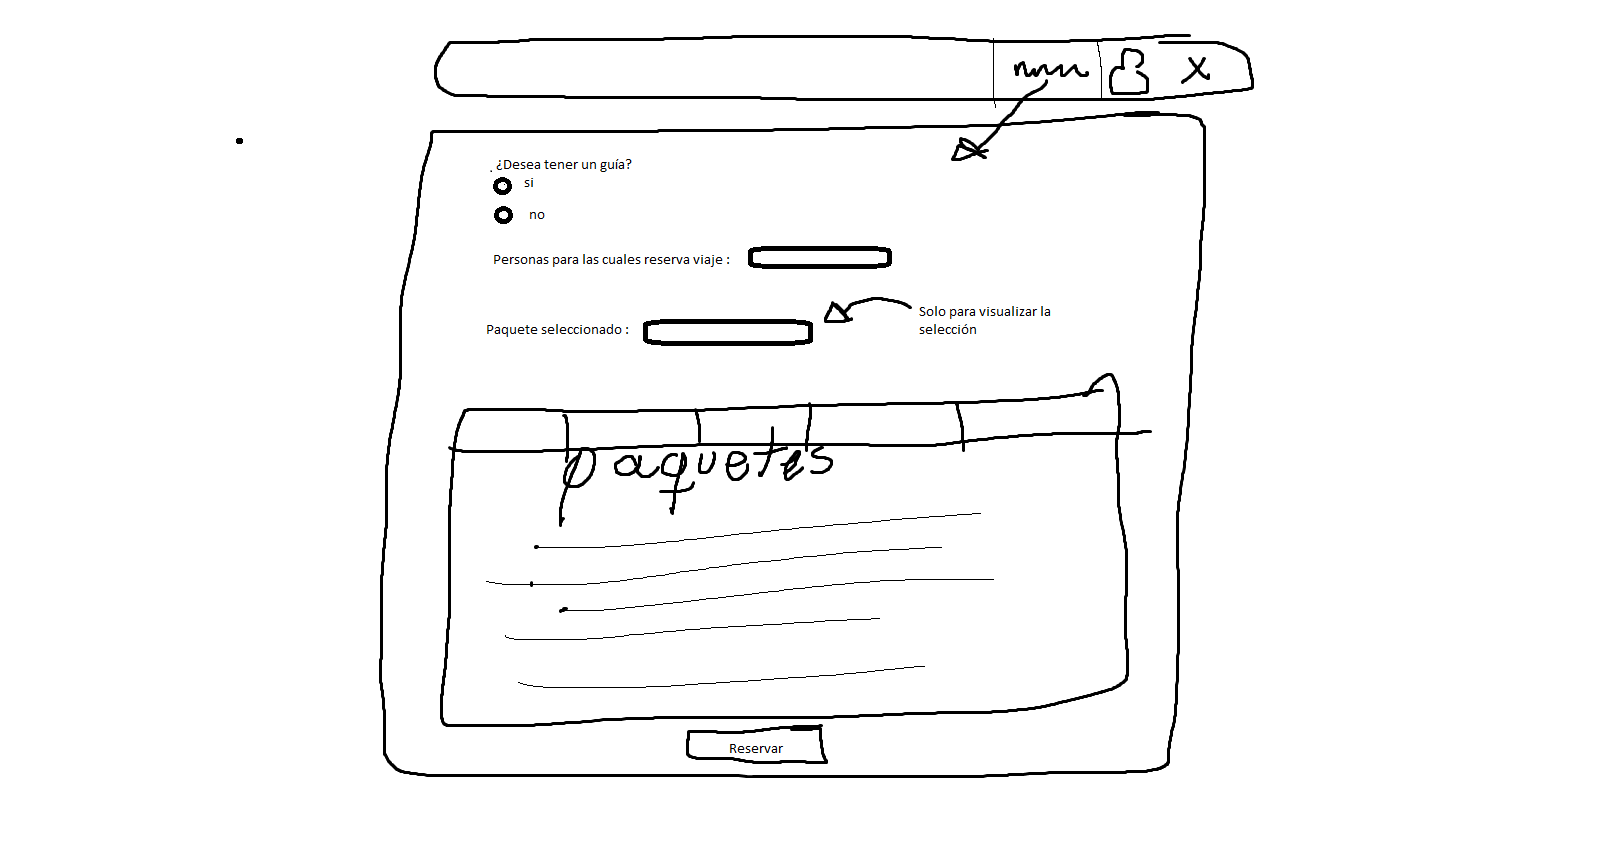 X
¿Desea tener un guía?
si
no
Personas para las cuales reserva viaje :
Solo para visualizar la
selección
Paquete seleccionado :
paquetes
Reservar